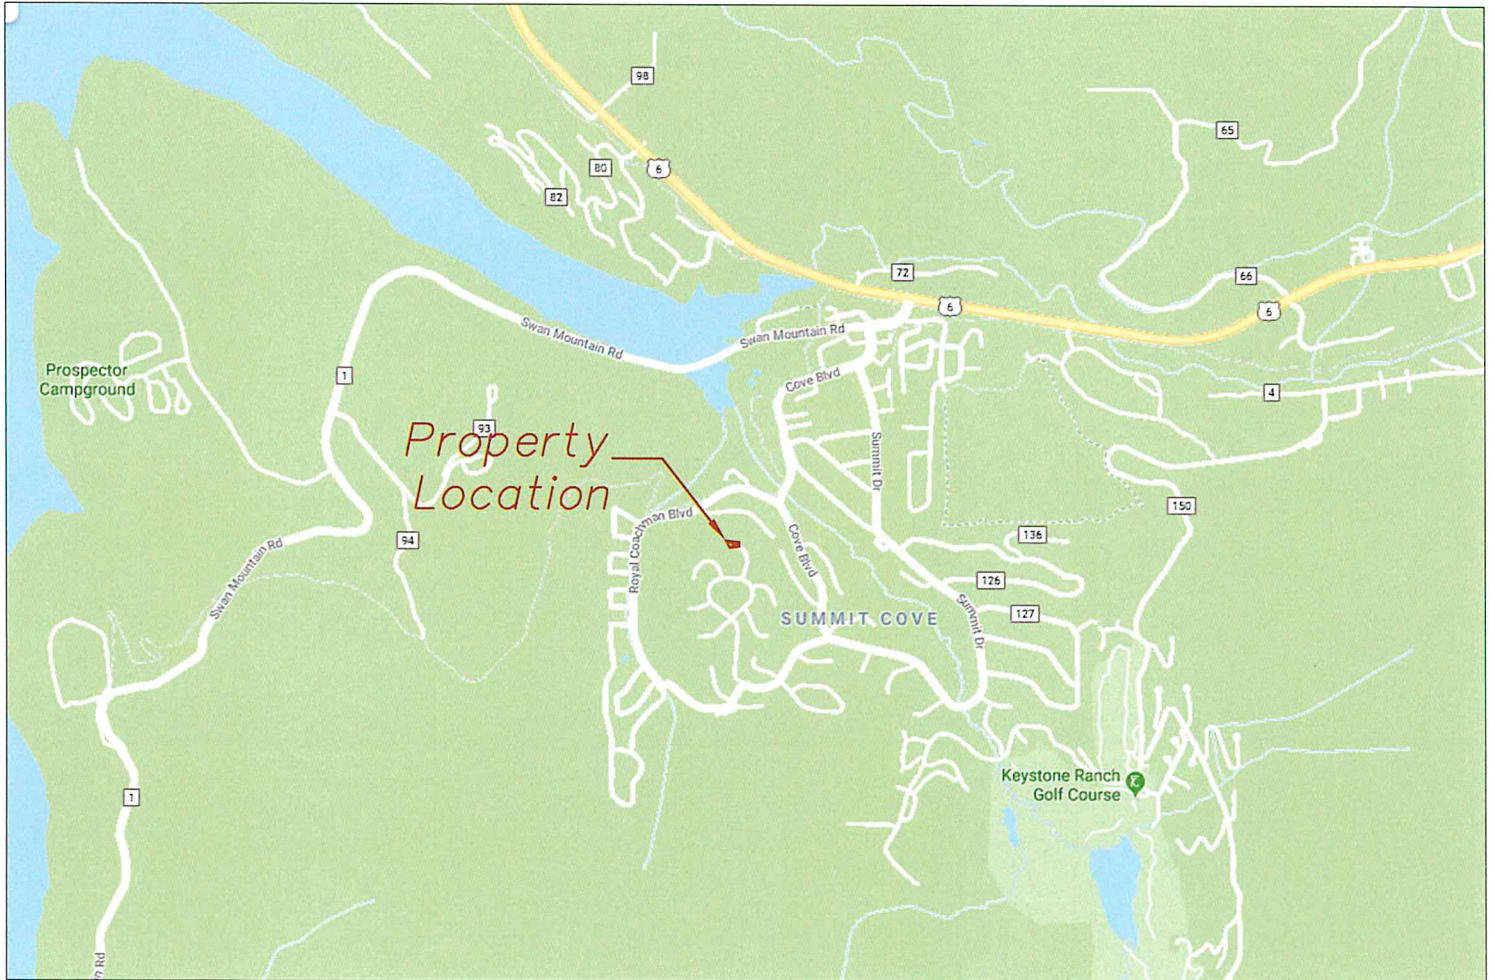 98
65
80
6
82
72
66
6
6
Swan Mountain Rd
Swan Mountain Rd
Prospector
Campground
1
Cove Blvd
4
93
Property
Location
Summit Dr
150
Royal Coachman Blvd
94
136
Cove Blvd
Swan Mountain Rd
126
127
SUMMIT COVE
Summit Dr
Keystone Ranch
Golf Course
1
n Rd